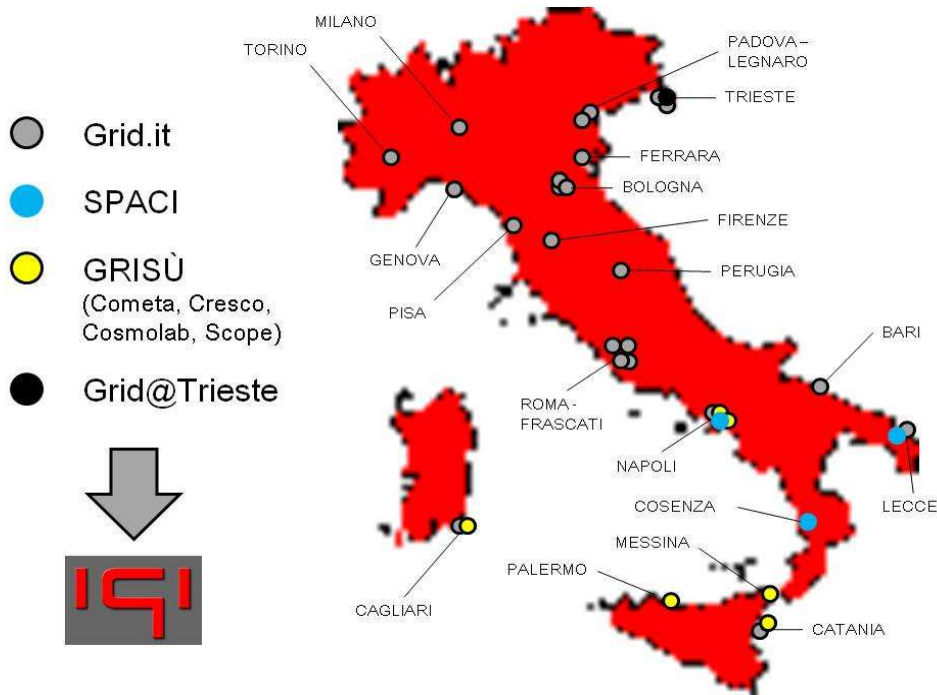 MILANO
TORINO
PADOVA–
LEGNARO
TRIESTE
Grid.it
FERRARA
BOLOGNA
SPACI
FIRENZE
GENOVA
GRISÙ
(Cometa, Cresco,
Cosmolab, Scope)
PERUGIA
PISA
BARI
Grid@Trieste
ROMA-
FRASCATI
NAPOLI
LECCE
COSENZA
MESSINA
PALERMO
CAGLIARI
CATANIA
IGI